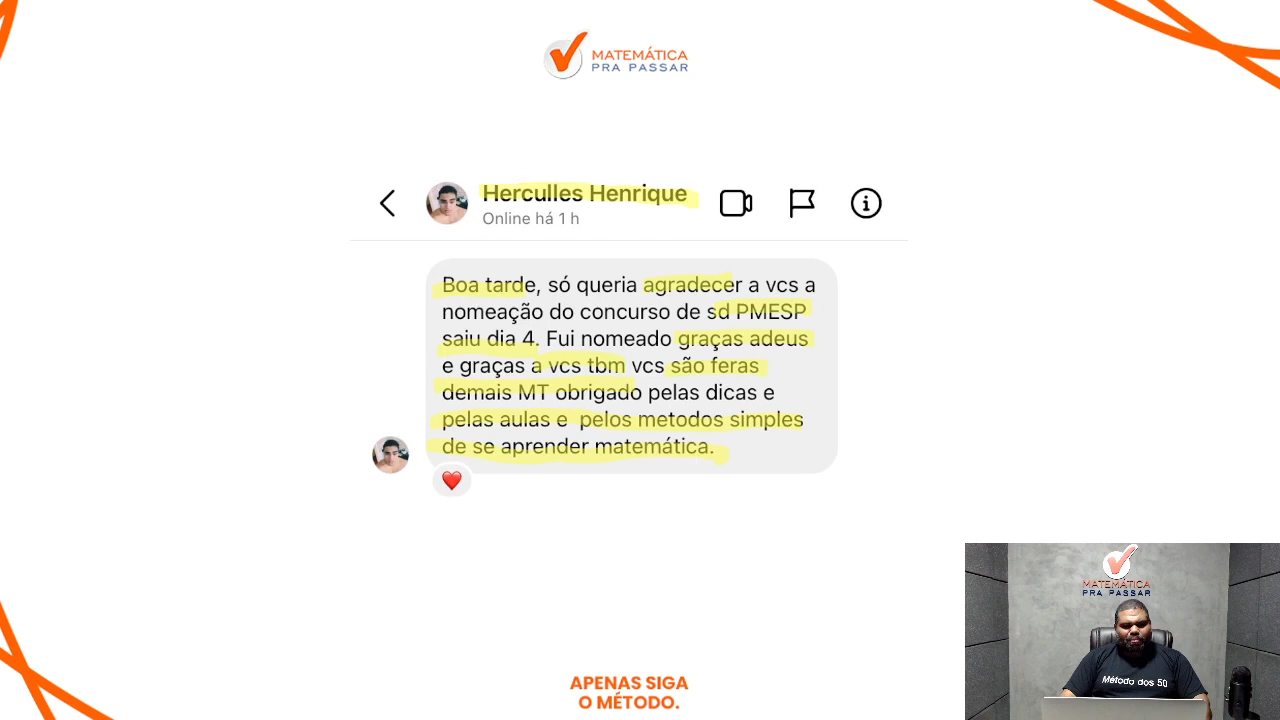 MATEMÁTICA
PRA PASSAR
Herculles Henrique
Online há 1 h
Boa tarde, só queria agradecer a vcs a
nomeação do concurso de sd PMESP
saiu dia 4. Fui nomeado graças adeus
e graças a vcs tbm vcs são feras
demais MT obrigado pelas dicas e
pelas aulas e  pelos metodos simples
de se aprender matemática.
MATEMÁTICA
PRA PASSAR
Método dos 50
APENAS SIGA
O MÉTODO.